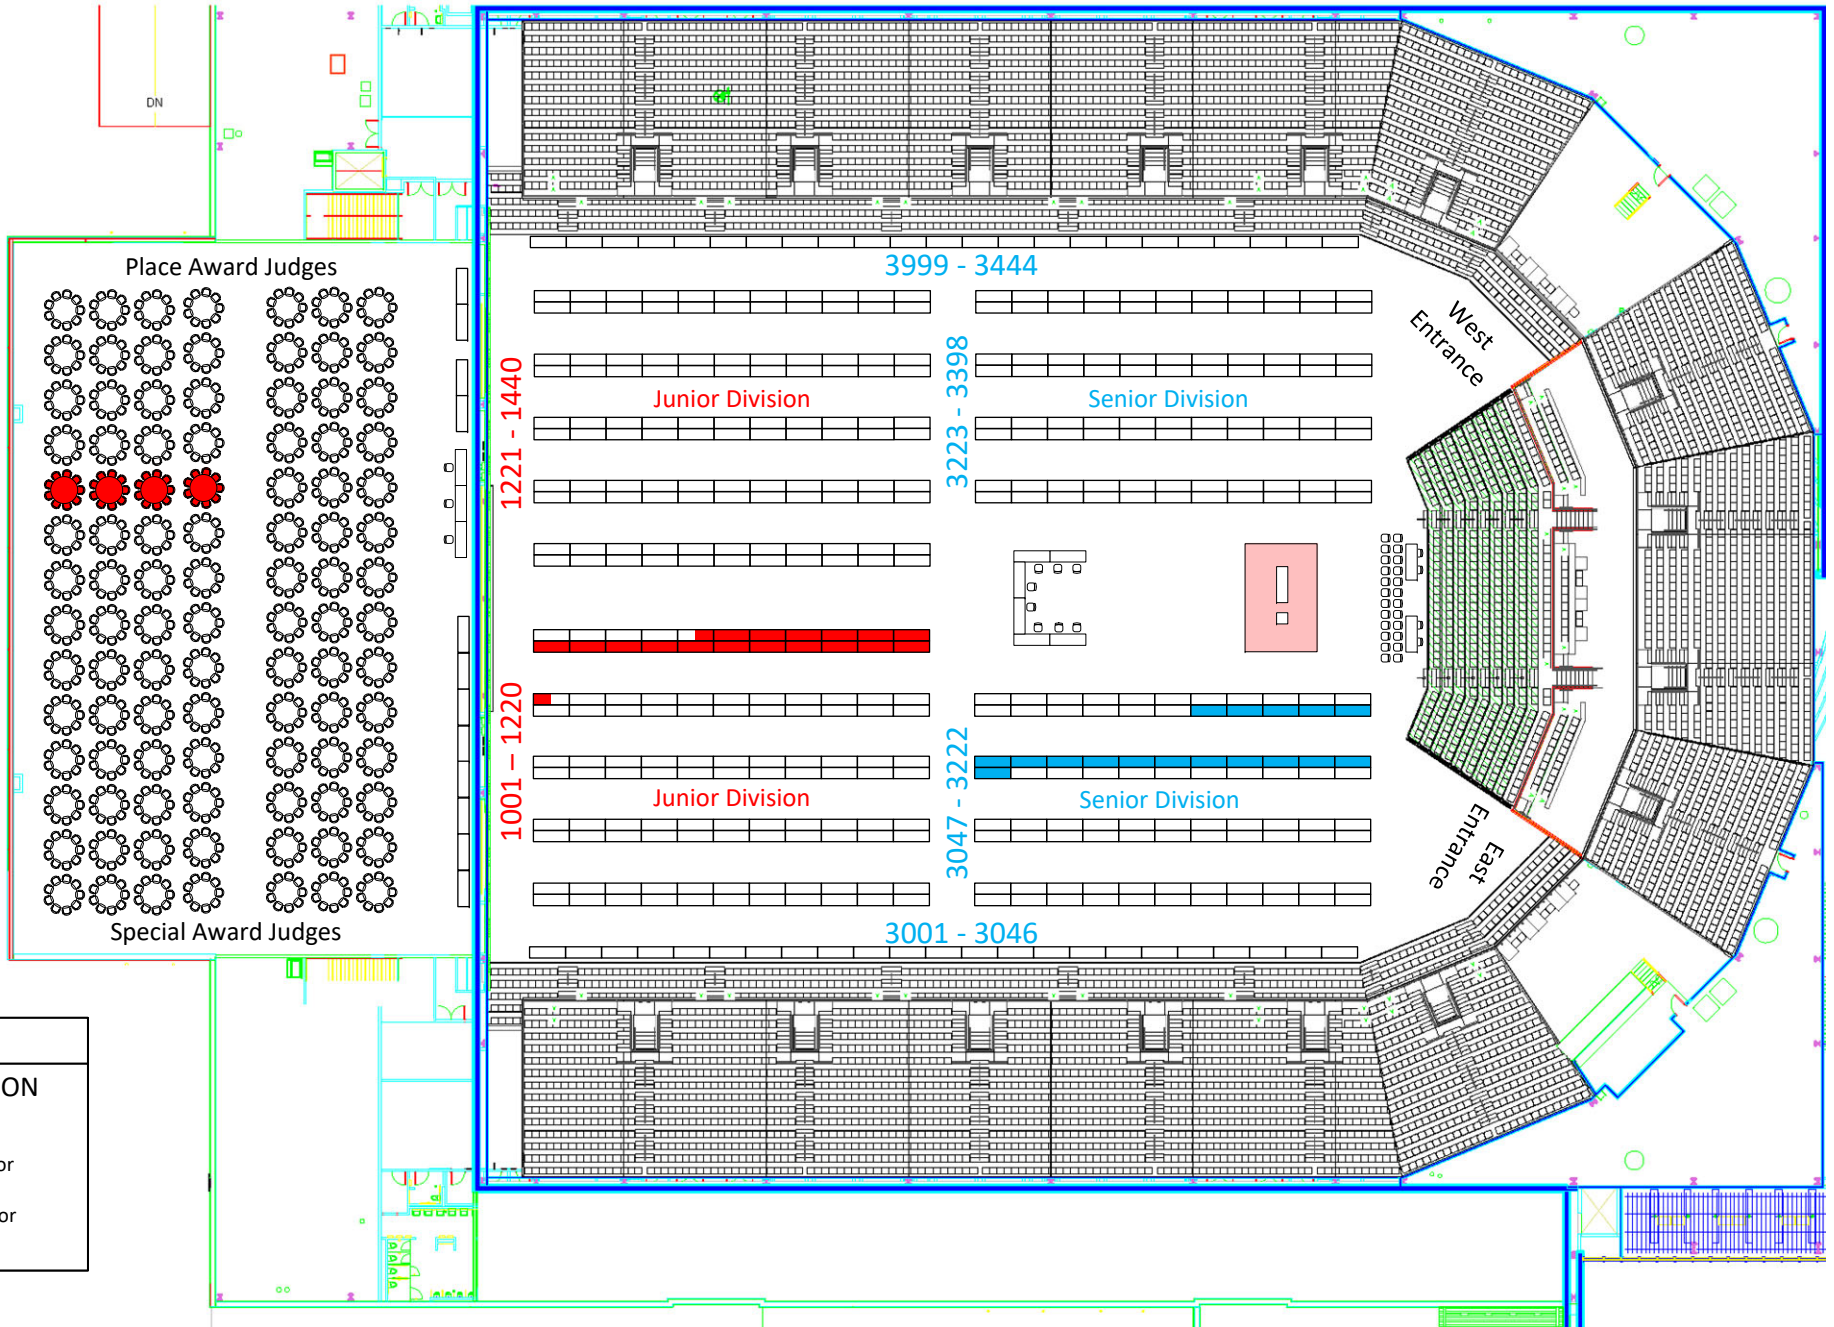 DN
Place Award Judges
3999 - 3444
West
Entrance
1221 - 1440
3223 - 3398
Junior Division
Senior Division
1001 – 1220
3047 - 3222
Junior Division
Senior Division
East
Entrance
Special Award Judges
3001 - 3046
ON
or
or